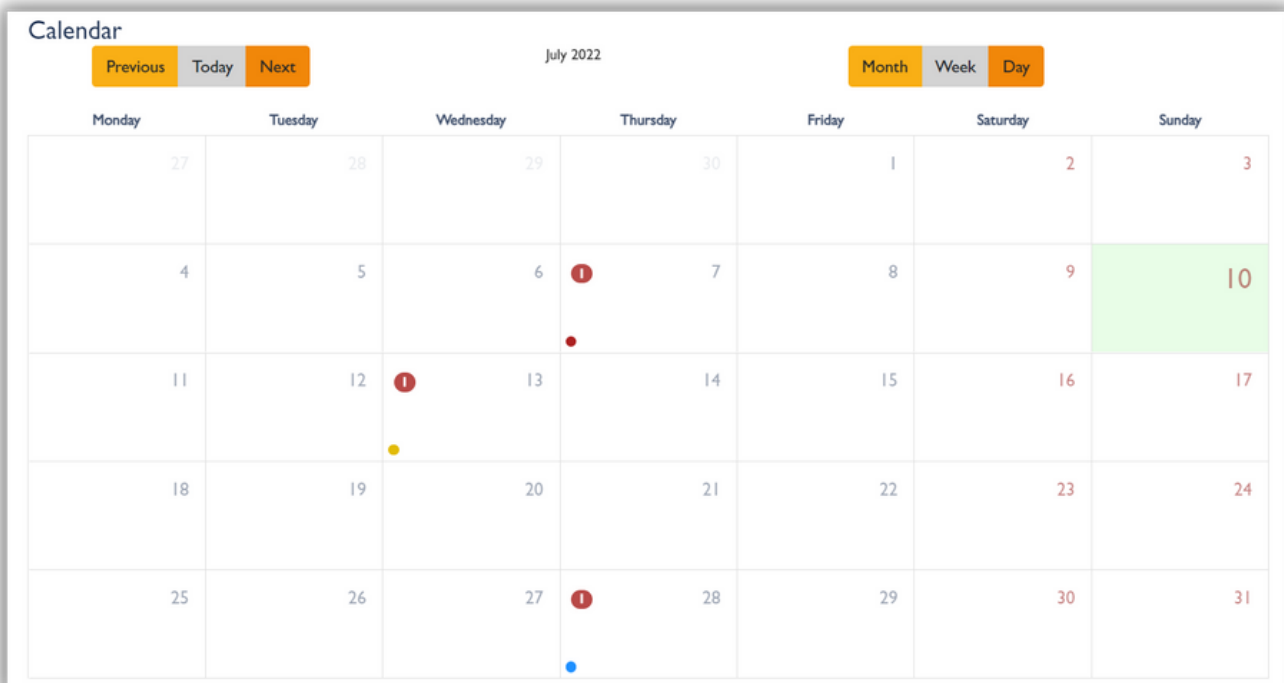 Calendar
Previous Today Next
July 2022
Month Week Day
Monday Tuesday Wednesday Thursday Friday Saturday Sunday
27 28 29 30 1 2 3
4 5 6 1 7 8 9 10
11 12 1 13 14 15 16 17
18 19 20 21 22 23 24
25 26 27 1 28 29 30 31